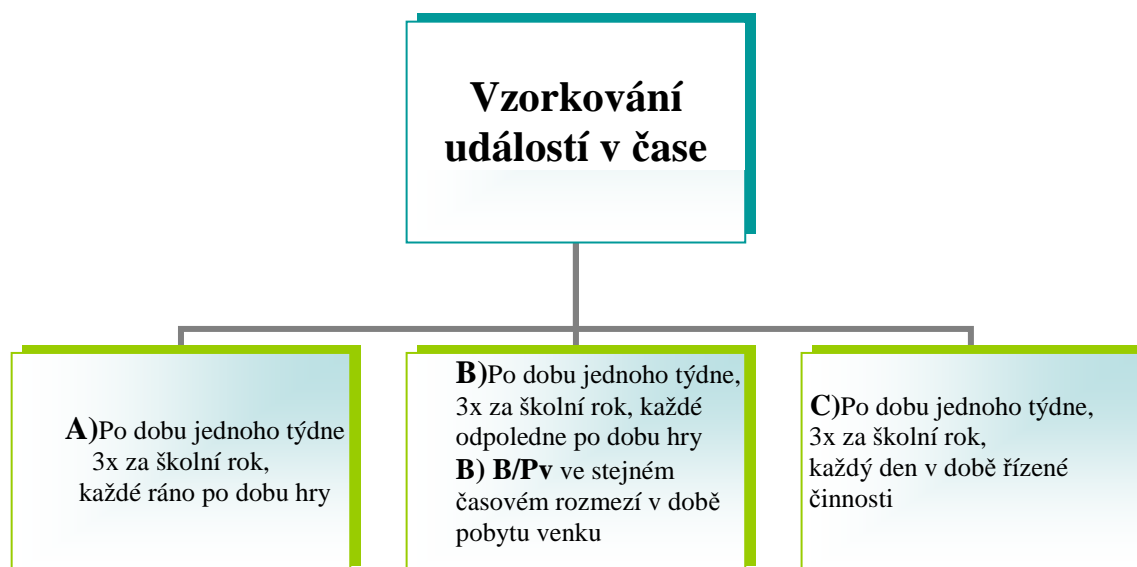 Vzorkování
událostí v čase
A)Po dobu jednoho týdne
3x za školní rok,
každé ráno po dobu hry
B)Po dobu jednoho týdne,
3x za školní rok, každé
odpoledne po dobu hry
B) B/Pv ve stejném
časovém rozmezí v době
pobytu venku
C)Po dobu jednoho týdne,
3x za školní rok,
každý den v době řízené
činnosti